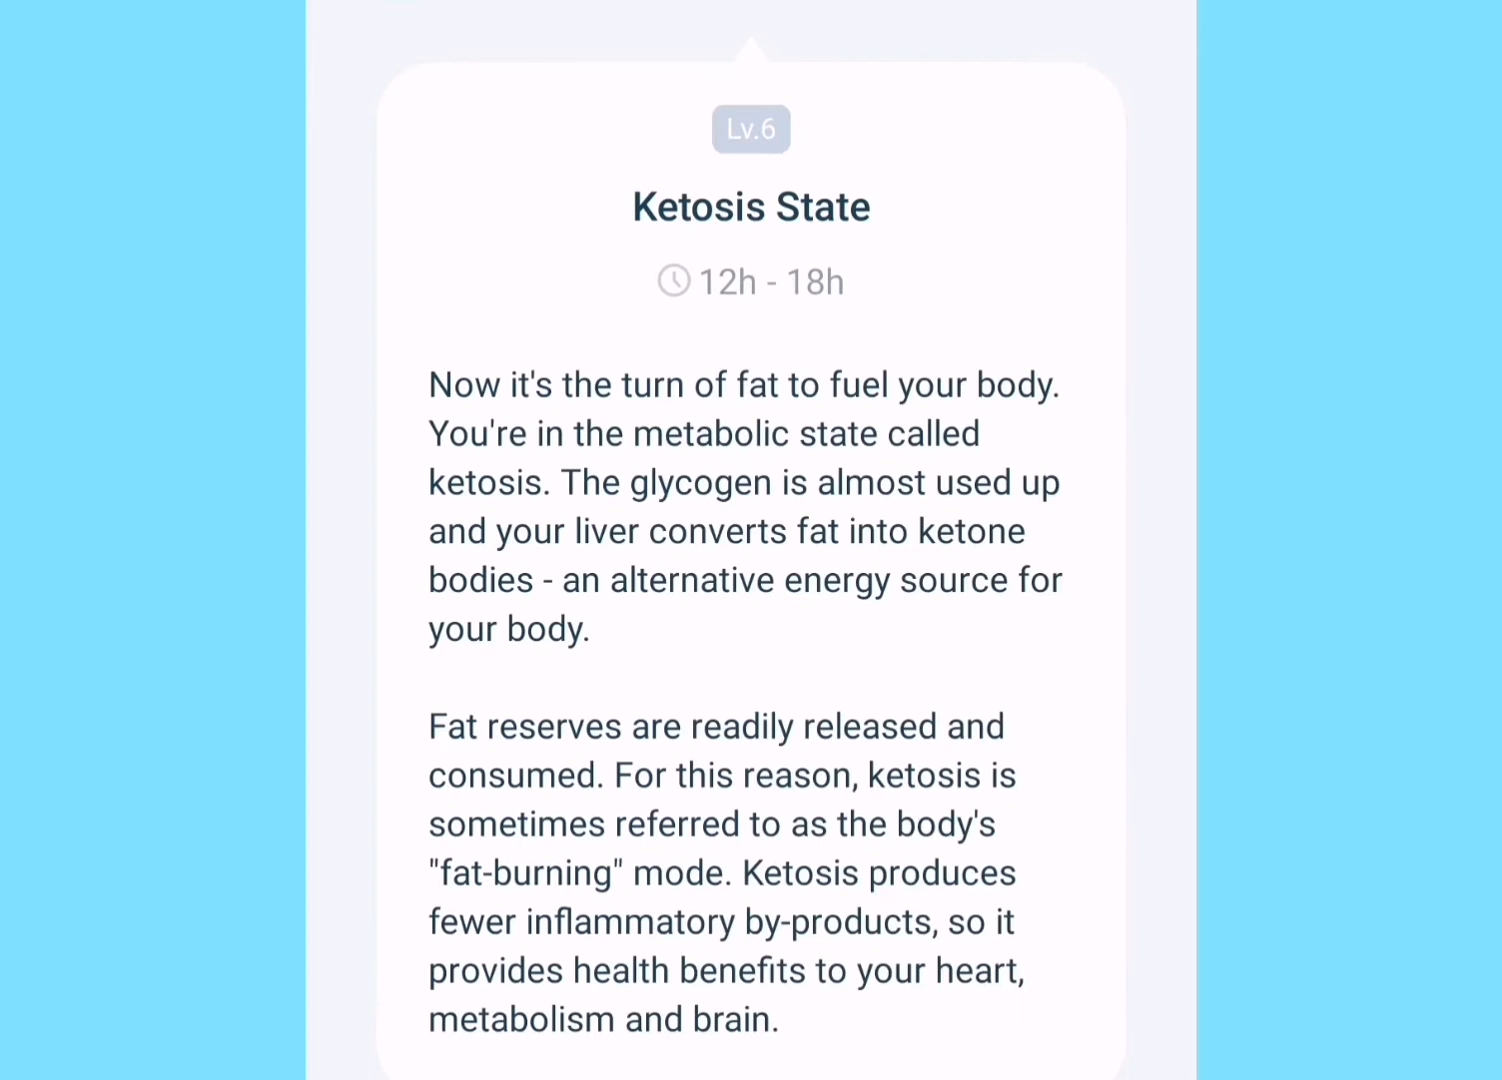 Lv.6
Ketosis State
12h - 18h
Now it's the turn of fat to fuel your body.
You're in the metabolic state called
ketosis. The glycogen is almost used up
and your liver converts fat into ketone
bodies - an alternative energy source for
your body.
Fat reserves are readily released and
consumed. For this reason, ketosis is
sometimes referred to as the body's
"fat-burning" mode. Ketosis produces
fewer inflammatory by-products, so it
provides health benefits to your heart,
metabolism and brain.